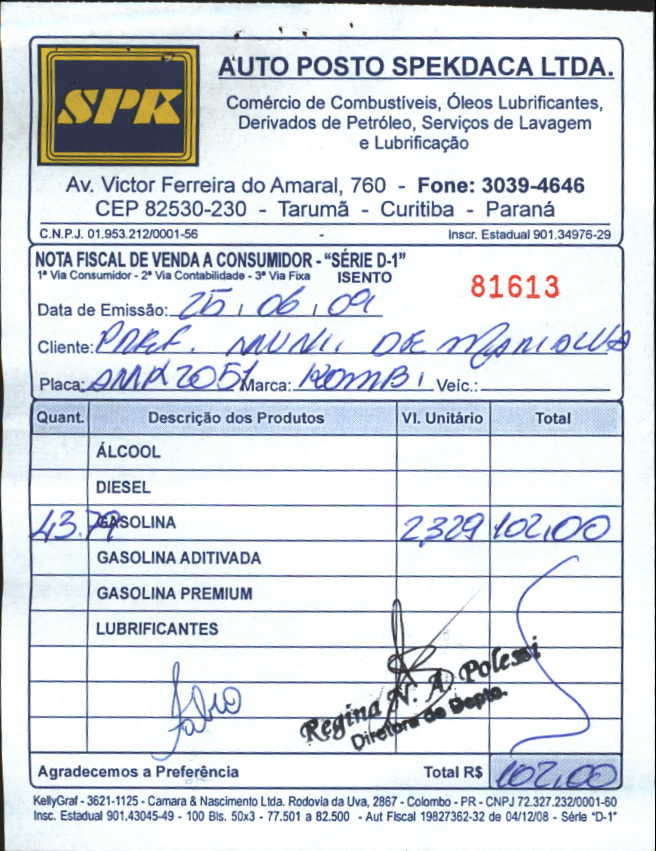 SPK
AUTO POSTO SPEKDACA LTDA.
Comércio de Combustíveis, Óleos Lubrificantes,
Derivados de Petróleo, Serviços de Lavagem
e Lubrificação
Av. Victor Ferreira do Amaral, 760 - Fone: 3039-4646
CEP 82530-230 - Tarumã - Curitiba - Paraná
C.N.P.J. 01.953.212/0001-56 - Inscr. Estadual 901.34976-29
NOTA FISCAL DE VENDA A CONSUMIDOR - “SÉRIE D-1”
1ª Via Consumidor - 2ª Via Contabilidade - 3ª Via Fixa ISENTO
81613
Data de Emissão: 25, 06, 09
Cliente: PREF. MUNI. DE
Placa: AMK 2051 Marca: KOMBI Veic.:
Quant. Descrição dos Produtos Vl. Unitário Total
ÁLCOOL
DIESEL
43.79 GASOLINA 2,329 102,00
GASOLINA ADITIVADA
GASOLINA PREMIUM
LUBRIFICANTES
Regina N. A. Polessi
Diretora de Depto.
Fabio
Agradecemos a Preferência Total R$ 102,00
KellyGraf - 3621-1125 - Camara & Nascimento Ltda. Rodovia da Uva, 2867 - Colombo - PR - CNPJ 72.327.232/0001-60
Insc. Estadual 901.43045-49 - 100 Bls. 50x3 - 77.501 a 82.500 - Aut Fiscal 19827362-32 de 04/12/08 - Série “D-1”